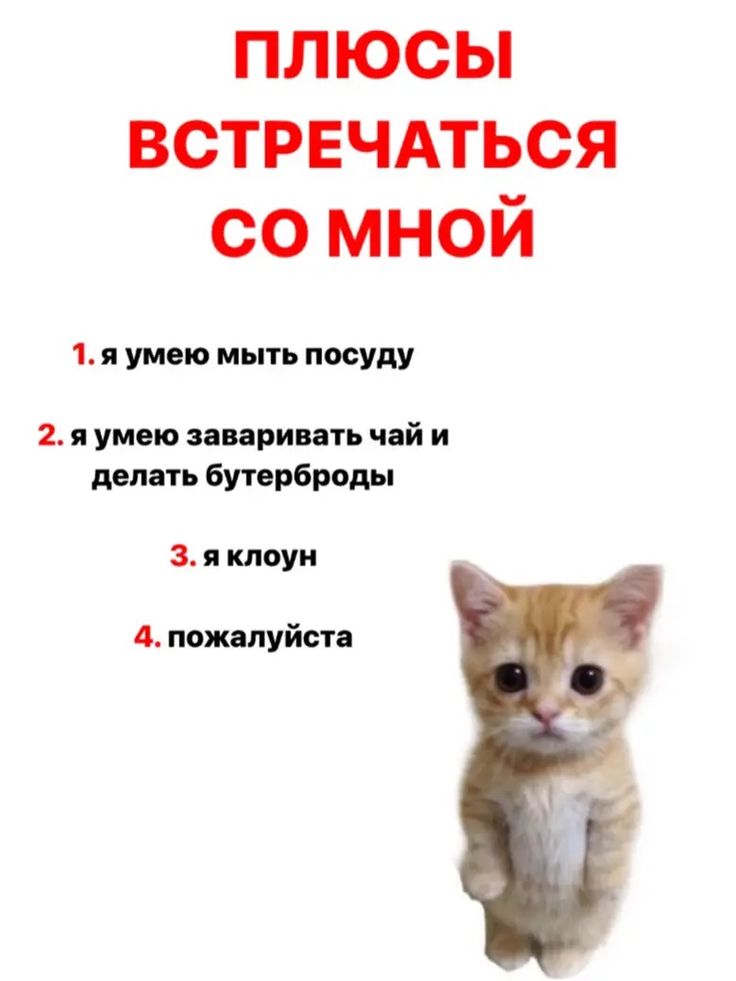 ПЛЮСЫ
ВСТРЕЧАТЬСЯ
СО МНОЙ
1. я умею мыть посуду
2. я умею заваривать чай и
делать бутерброды
3. я клоун
4. пожалуйста